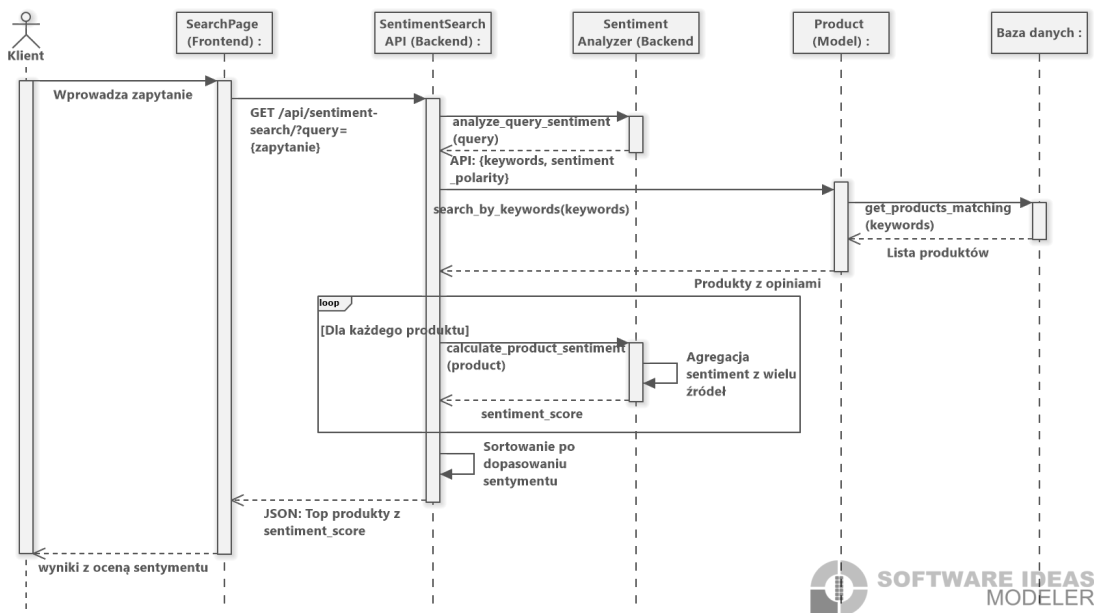 Klient
SearchPage
(Frontend) :
SentimentSearch
API (Backend) :
Sentiment
Analyzer (Backend
Product
(Model) :
Baza danych :
Wprowadza zapytanie
GET /api/sentiment-
search/?query=
{zapytanie}
analyze_query_sentiment
(query)
API: {keywords, sentiment
_polarity}
search_by_keywords(keywords)
get_products_matching
(keywords)
Lista produktów
Produkty z opiniami
loop
[Dla każdego produktu]
calculate_product_sentiment
(product)
Agregacja
sentiment z wielu
źródeł
sentiment_score
Sortowanie po
dopasowaniu
sentymentu
JSON: Top produkty z
sentiment_score
wyniki z oceną sentymentu
SOFTWARE IDEAS
MODELER